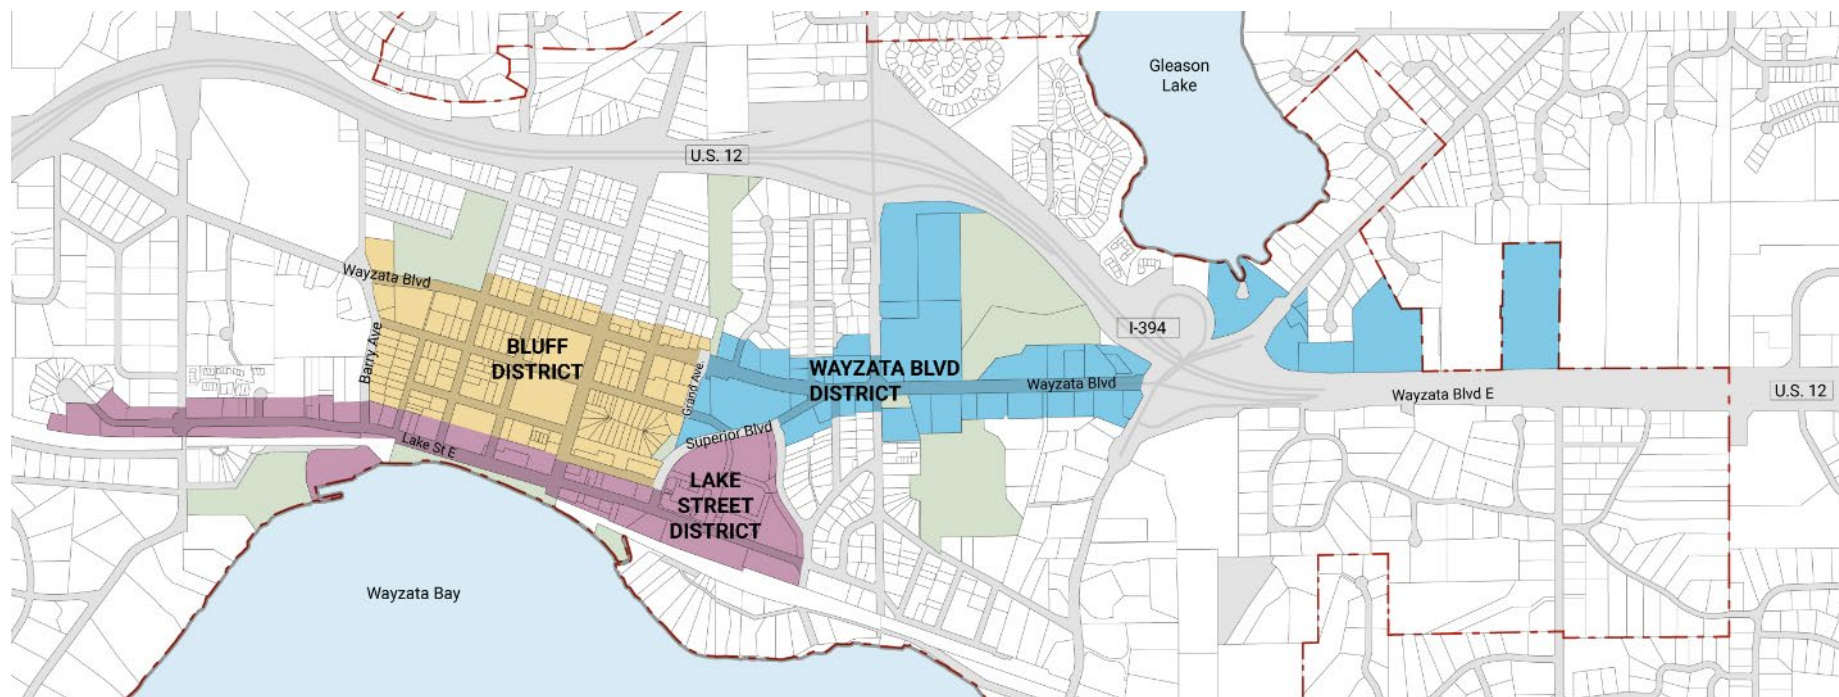 Gleason
Lake
U.S. 12
Wayzata Blvd
I-394
Barry Ave
BLUFF
DISTRICT
Grand Ave.
WAYZATA BLVD
DISTRICT
Wayzata Blvd
Wayzata Blvd E
U.S. 12
Superior Blvd
Lake St E
LAKE
STREET
DISTRICT
Wayzata Bay